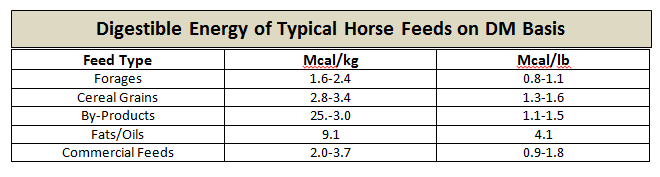 Digestible Energy of Typical Horse Feeds on DM Basis
Feed Type Mcal/kg Mcal/lb
Forages 1.6-2.4 0.8-1.1
Cereal Grains 2.8-3.4 1.3-1.6
By-Products 25.-3.0 1.1-1.5
Fats/Oils 9.1 4.1
Commercial Feeds 2.0-3.7 0.9-1.8